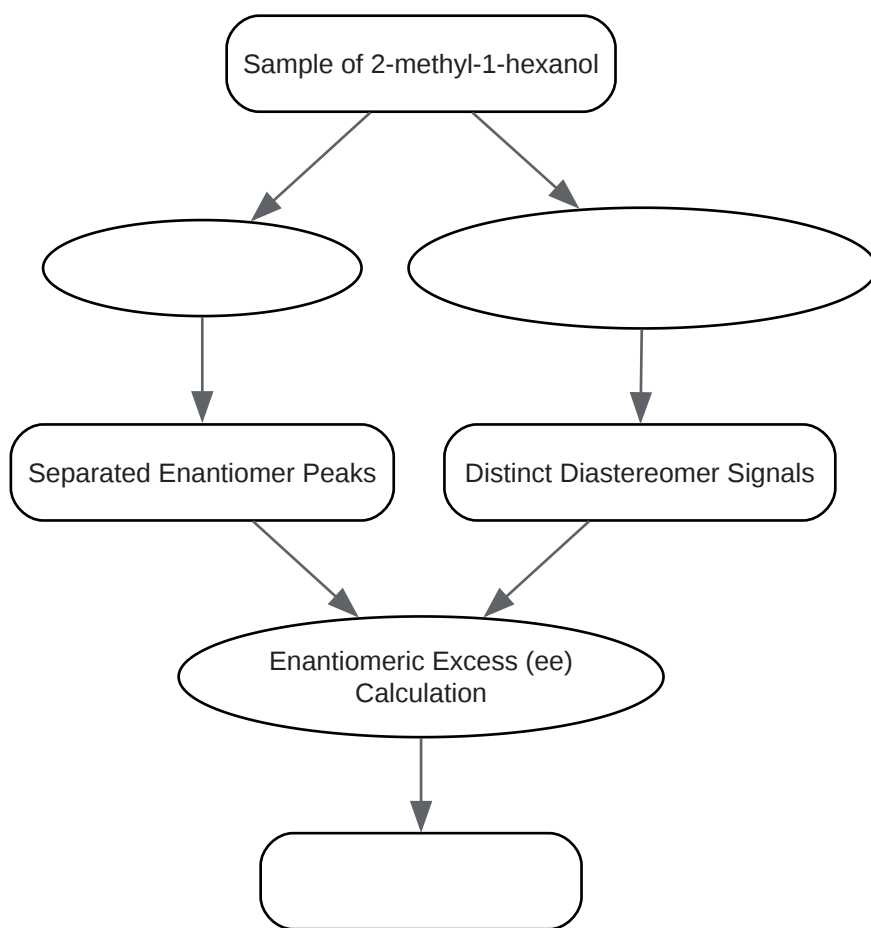 Sample of 2-methyl-1-hexanol
Separated Enantiomer Peaks
Distinct Diastereomer Signals
Enantiomeric Excess (ee)
Calculation